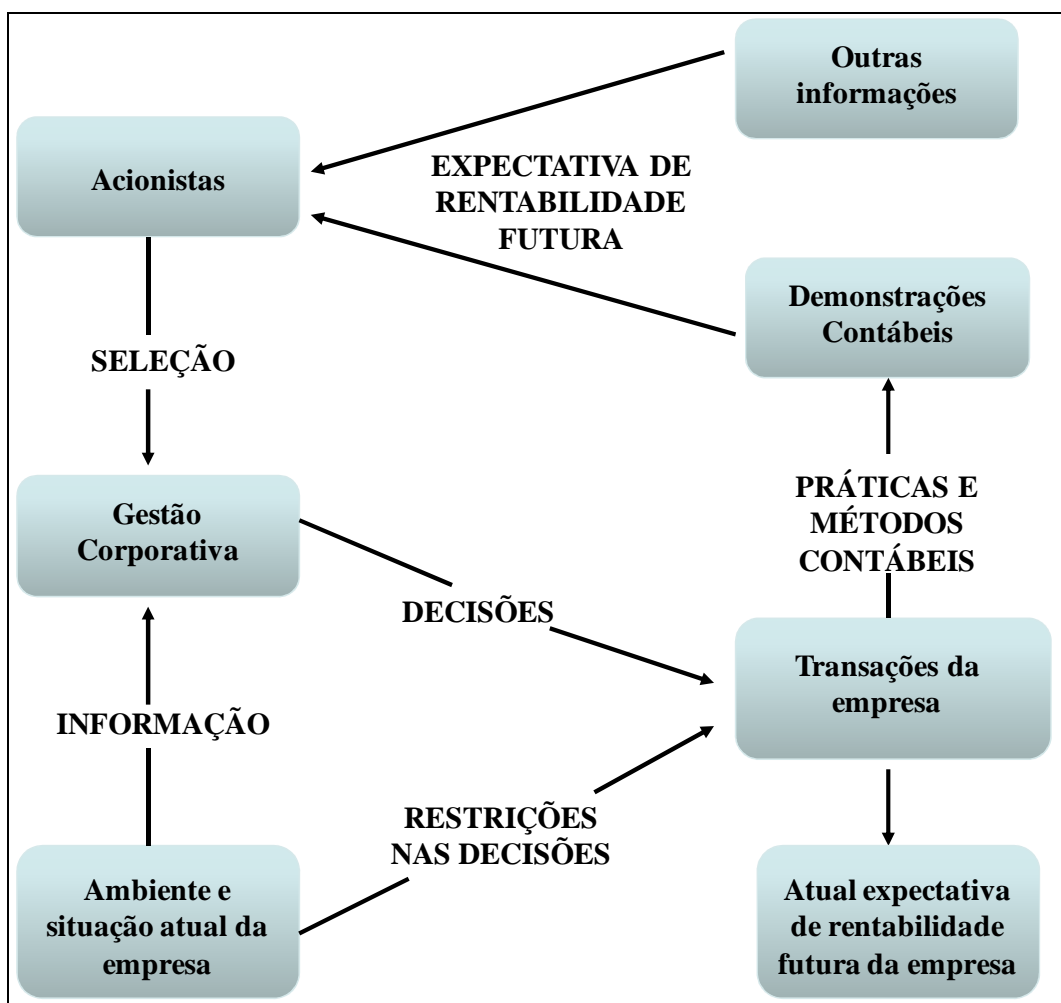 Outras
informações
Acionistas
EXPECTATIVA DE
RENTABILIDADE
FUTURA
Demonstrações
Contábeis
SELEÇÃO
PRÁTICAS E
MÉTODOS
CONTÁBEIS
Gestão
Corporativa
DECISÕES
Transações da
empresa
INFORMAÇÃO
RESTRIÇÕES
NAS DECISÕES
Ambiente e
situação atual da
empresa
Atual expectativa
de rentabilidade
futura da empresa